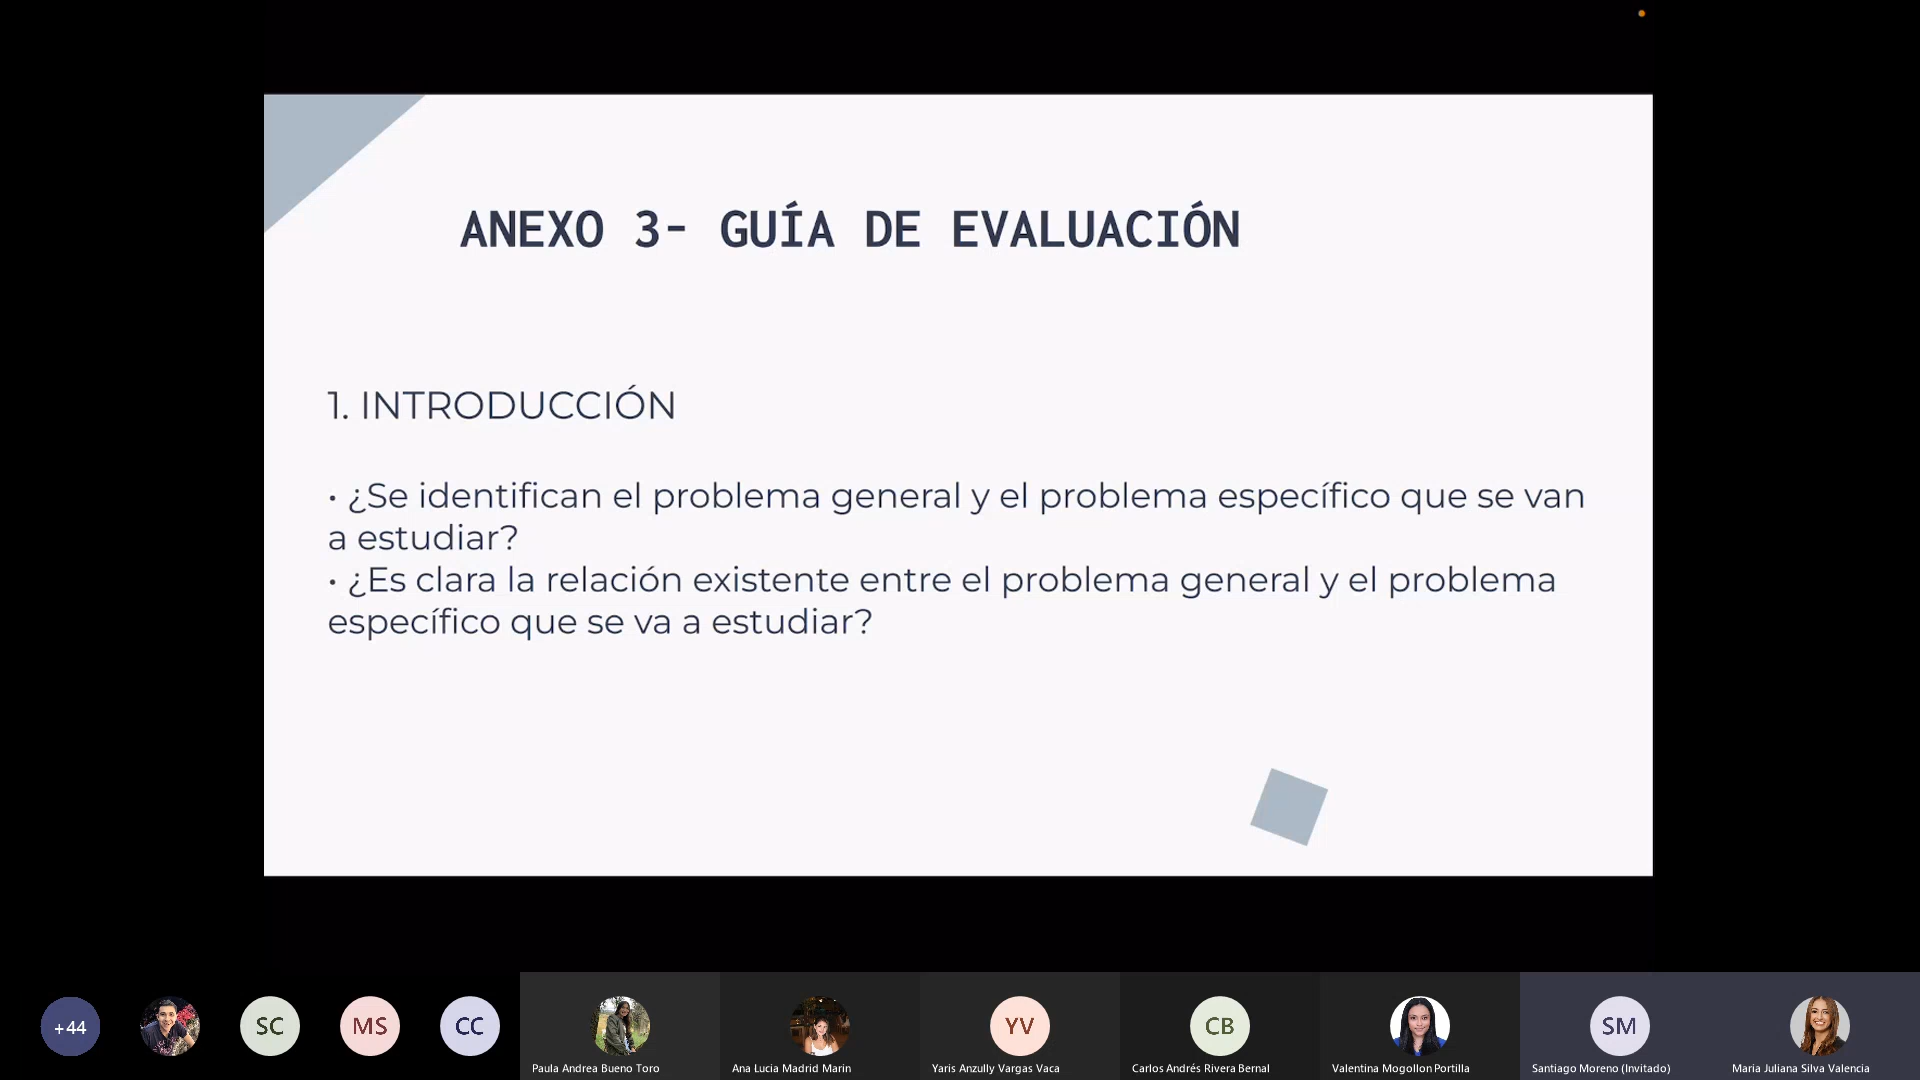 ANEXO 3- GUÍA DE EVALUACIÓN
1. INTRODUCCIÓN
• ¿Se identifican el problema general y el problema específico que se van
a estudiar?
• ¿Es clara la relación existente entre el problema general y el problema
específico que se va a estudiar?
+44
SC
MS
CC
YV
CB
SM
Paula Andrea Bueno Toro
Ana Lucia Madrid Marin
Yaris Anzully Vargas Vaca
Carlos Andrés Rivera Bernal
Valentina Mogollon Portilla
Santiago Moreno (Invitado)
Maria Juliana Silva Valencia